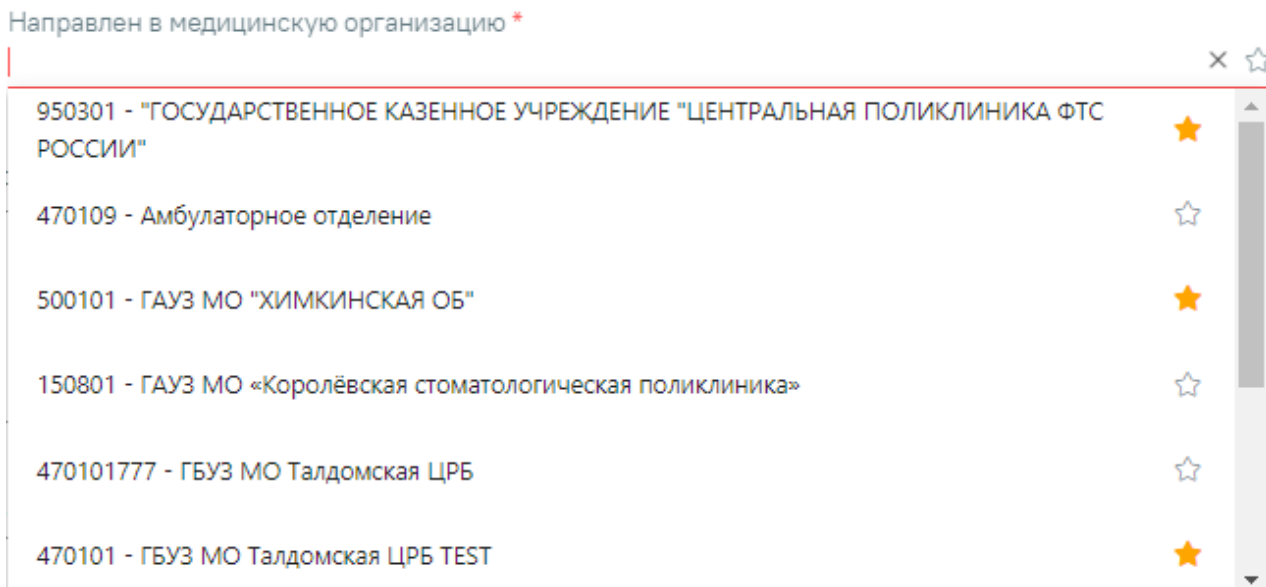 Направлен в медицинскую организацию *
950301 - "ГОСУДАРСТВЕННОЕ КАЗЕННОЕ УЧРЕЖДЕНИЕ "ЦЕНТРАЛЬНАЯ ПОЛИКЛИНИКА ФТС
РОССИИ"
470109 - Амбулаторное отделение
500101 - ГАУЗ МО "ХИМКИНСКАЯ ОБ"
150801 - ГАУЗ МО «Королёвская стоматологическая поликлиника»
470101777 - ГБУЗ МО Талдомская ЦРБ
470101 - ГБУЗ МО Талдомская ЦРБ TEST